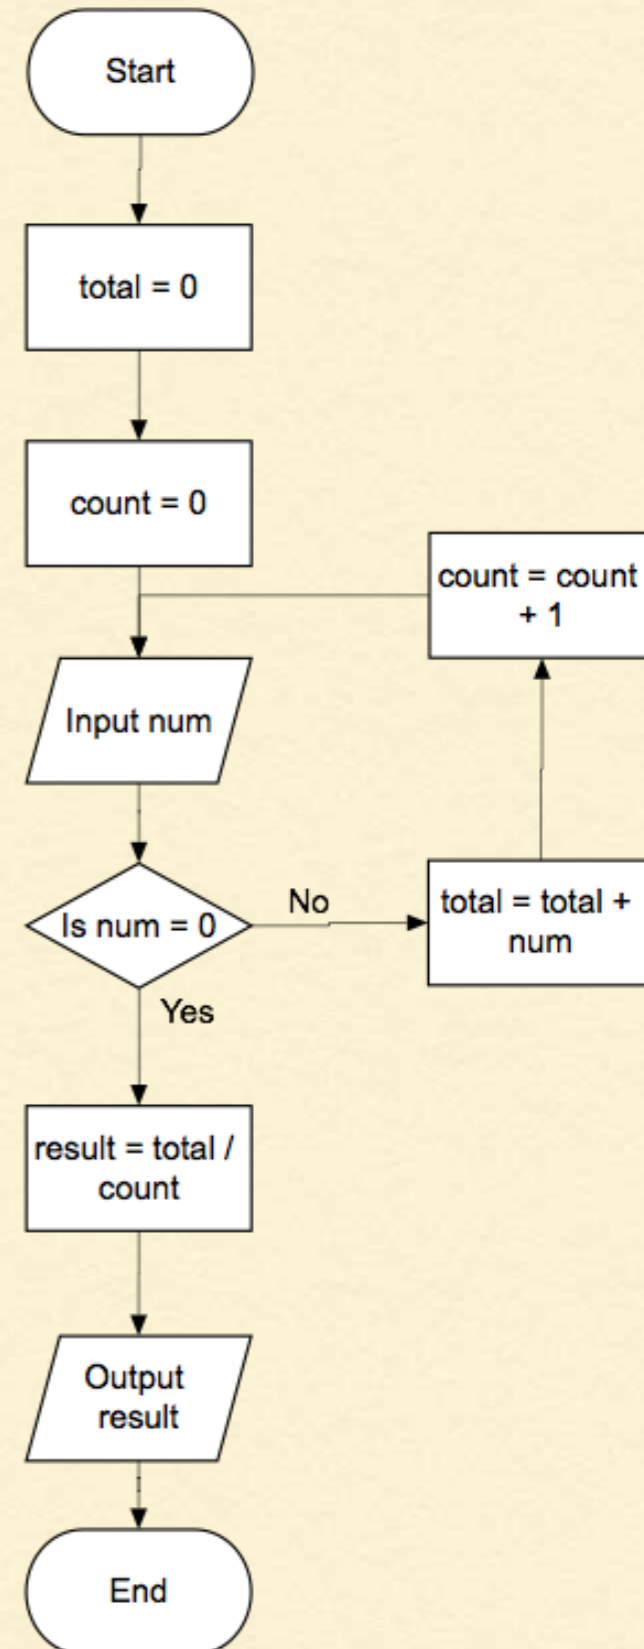 Start
total = 0
count = 0
count = count
+ 1
Input num
Is num = 0
No
total = total +
num
Yes
result = total /
count
Output
result
End